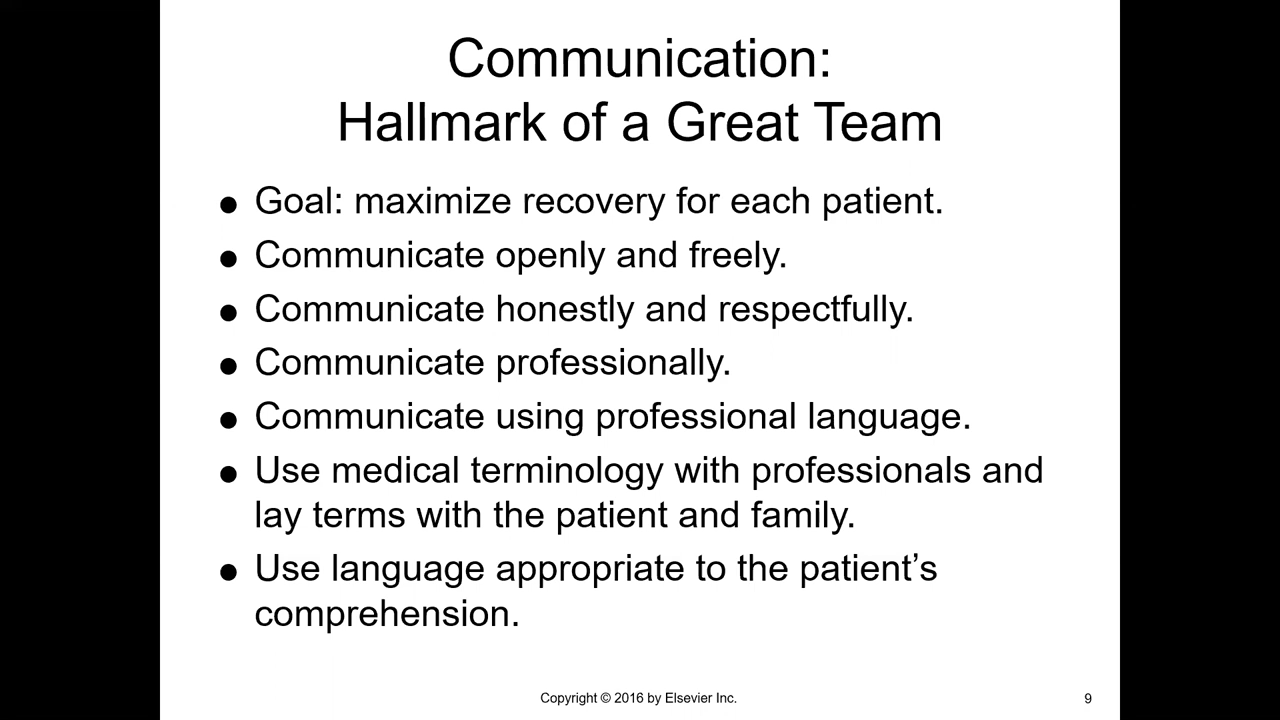 Communication:
Hallmark of a Great Team
● Goal: maximize recovery for each patient.
● Communicate openly and freely.
● Communicate honestly and respectfully.
● Communicate professionally.
● Communicate using professional language.
● Use medical terminology with professionals and
lay terms with the patient and family.
● Use language appropriate to the patient’s
comprehension.
Copyright © 2016 by Elsevier Inc.
9